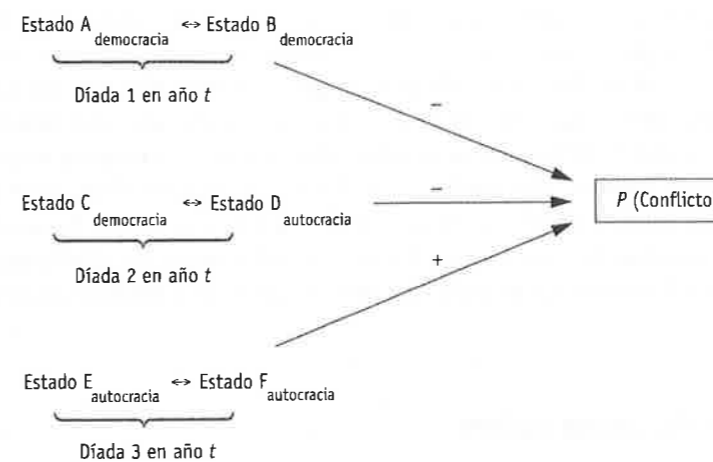 Estado A democracia ↔ Estado B democracia
Díada 1 en año t
−
−
Estado C democracia ↔ Estado D autocracia
P (Conflicto
Díada 2 en año t
+
Estado E autocracia ↔ Estado F autocracia
Díada 3 en año t